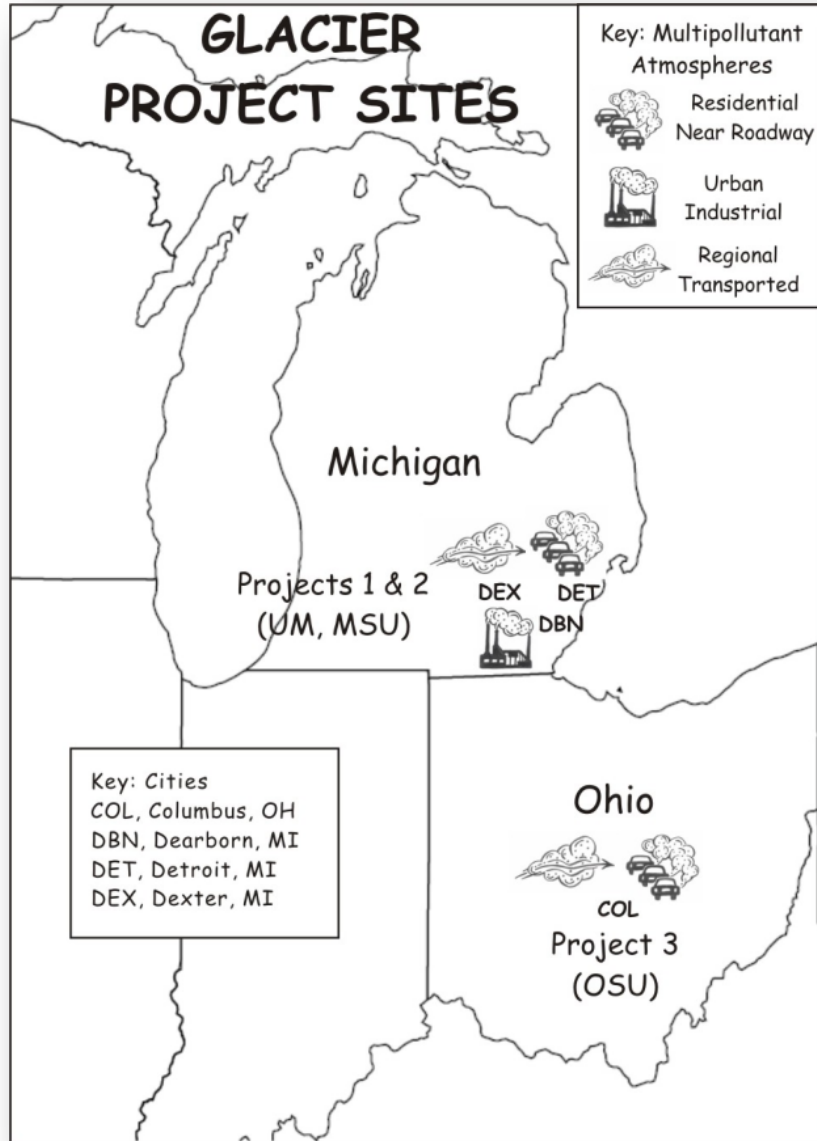 GLACIER
PROJECT SITES
Key: Multipollutant
Atmospheres
Residential
Near Roadway
Urban
Industrial
Regional
Transported
Michigan
Projects 1 & 2
(UM, MSU)
DEX
DET
DBN
Key: Cities
COL, Columbus, OH
DBN, Dearborn, MI
DET, Detroit, MI
DEX, Dexter, MI
Ohio
COL
Project 3
(OSU)